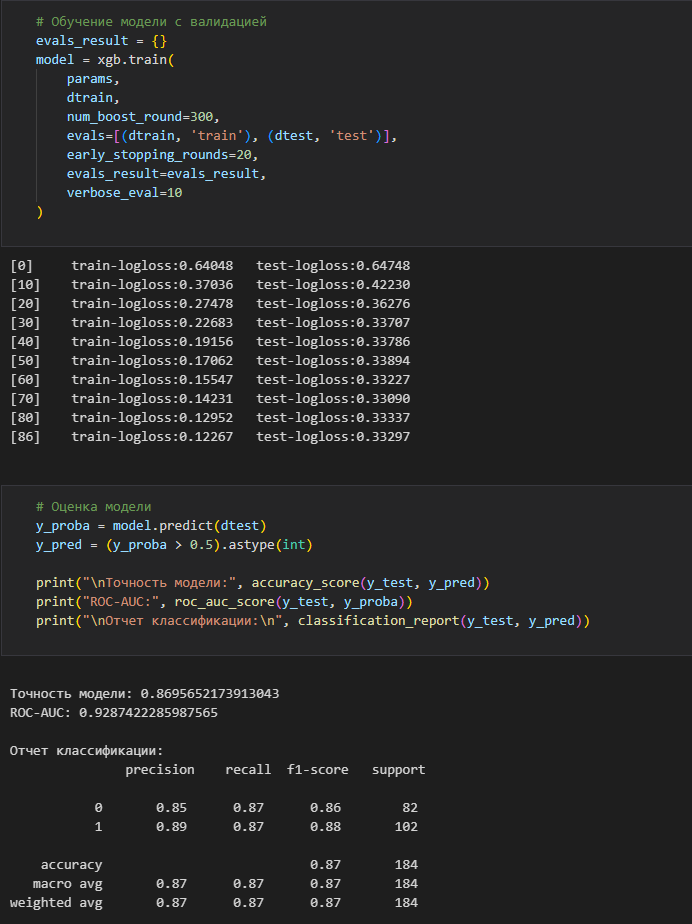 # Обучение модели с валидацией
evals_result = {}
model = xgb.train(
    params,
    dtrain,
    num_boost_round=300,
    evals=[(dtrain, 'train'), (dtest, 'test')],
    early_stopping_rounds=20,
    evals_result=evals_result,
    verbose_eval=10
)
[0]	train-logloss:0.64048	test-logloss:0.64748
[10]	train-logloss:0.37036	test-logloss:0.42230
[20]	train-logloss:0.27478	test-logloss:0.36276
[30]	train-logloss:0.22683	test-logloss:0.33707
[40]	train-logloss:0.19156	test-logloss:0.33786
[50]	train-logloss:0.17062	test-logloss:0.33894
[60]	train-logloss:0.15547	test-logloss:0.33227
[70]	train-logloss:0.14231	test-logloss:0.33090
[80]	train-logloss:0.12952	test-logloss:0.33337
[86]	train-logloss:0.12267	test-logloss:0.33297
# Оценка модели
y_proba = model.predict(dtest)
y_pred = (y_proba > 0.5).astype(int)
print("\nТочность модели:", accuracy_score(y_test, y_pred))
print("ROC-AUC:", roc_auc_score(y_test, y_proba))
print("\nОтчет классификации:\n", classification_report(y_test, y_pred))
Точность модели: 0.8695652173913043
ROC-AUC: 0.9287422285987565
Отчет классификации:
               precision    recall  f1-score   support
           0       0.85      0.87      0.86        82
           1       0.89      0.87      0.88       102
    accuracy                           0.87       184
   macro avg       0.87      0.87      0.87       184
weighted avg       0.87      0.87      0.87       184